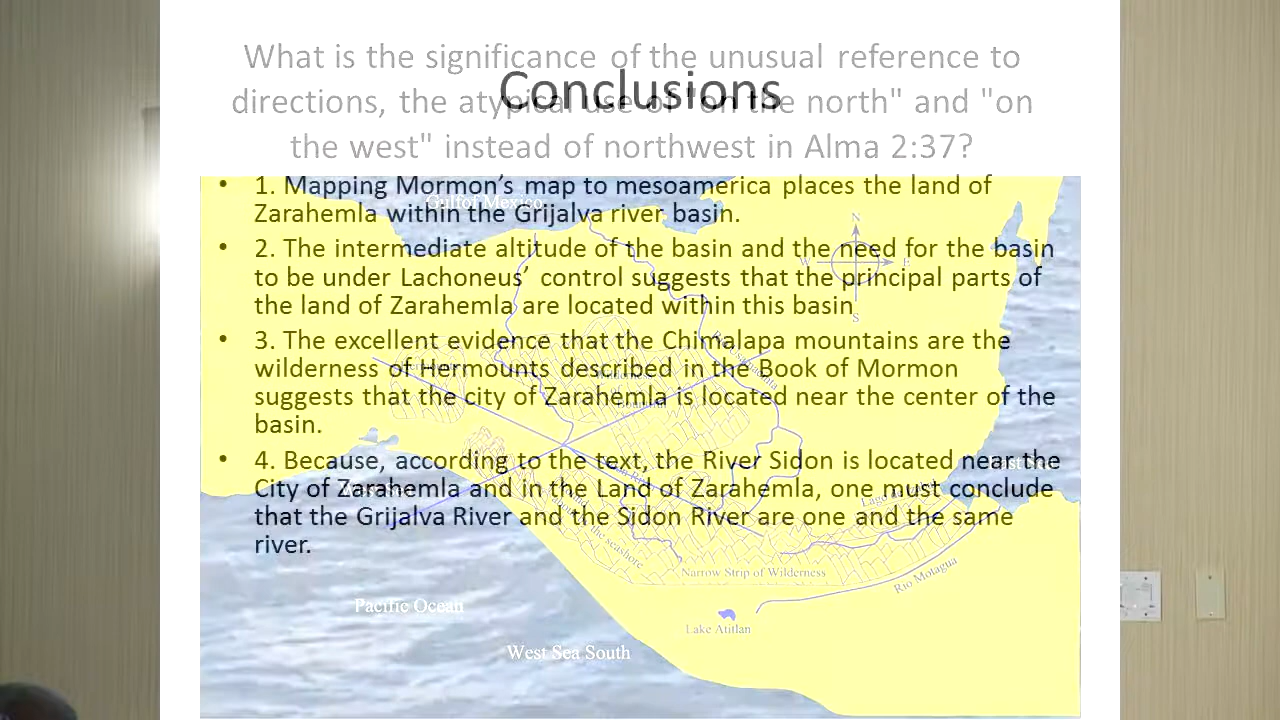 What is the significance of the unusual reference to
directions, the atypical use of "on the north" and "on
the west" instead of northwest in Alma 2:37?
Conclusions
• 1. Mapping Mormon’s map to mesoamerica places the land of
Zarahemla within the Grijalva river basin.
• 2. The intermediate altitude of the basin and the need for the basin
to be under Lachoneus’ control suggests that the principal parts of
the land of Zarahemla are located within this basin
• 3. The excellent evidence that the Chimalapa mountains are the
wilderness of Hermounts described in the Book of Mormon
suggests that the city of Zarahemla is located near the center of the
basin.
• 4. Because, according to the text, the River Sidon is located near the
City of Zarahemla and in the Land of Zarahemla, one must conclude
that the Grijalva River and the Sidon River are one and the same
river.
Gulf of Mexico
N
W
E
S
the seashore
Narrow Strip of Wilderness
Rio Motagua
Lake Atitlan
Pacific Ocean
West Sea South